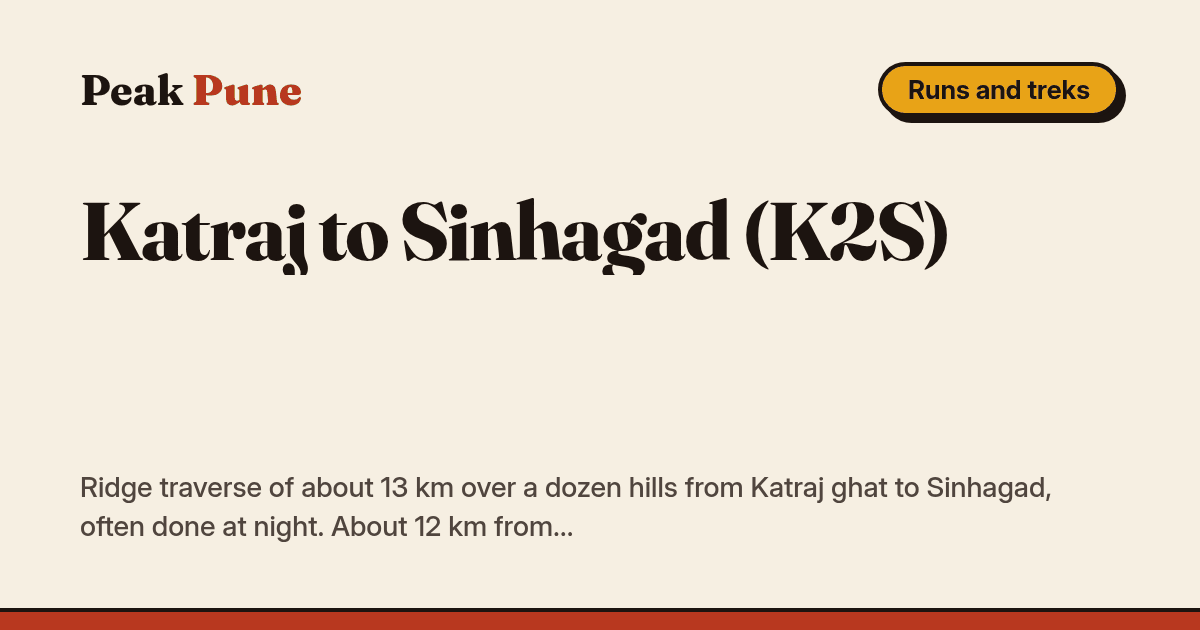 Peak Pune
Runs and treks
Katraj to Sinhagad (K2S)
Ridge traverse of about 13 km over a dozen hills from Katraj ghat to Sinhagad,
often done at night. About 12 km from...